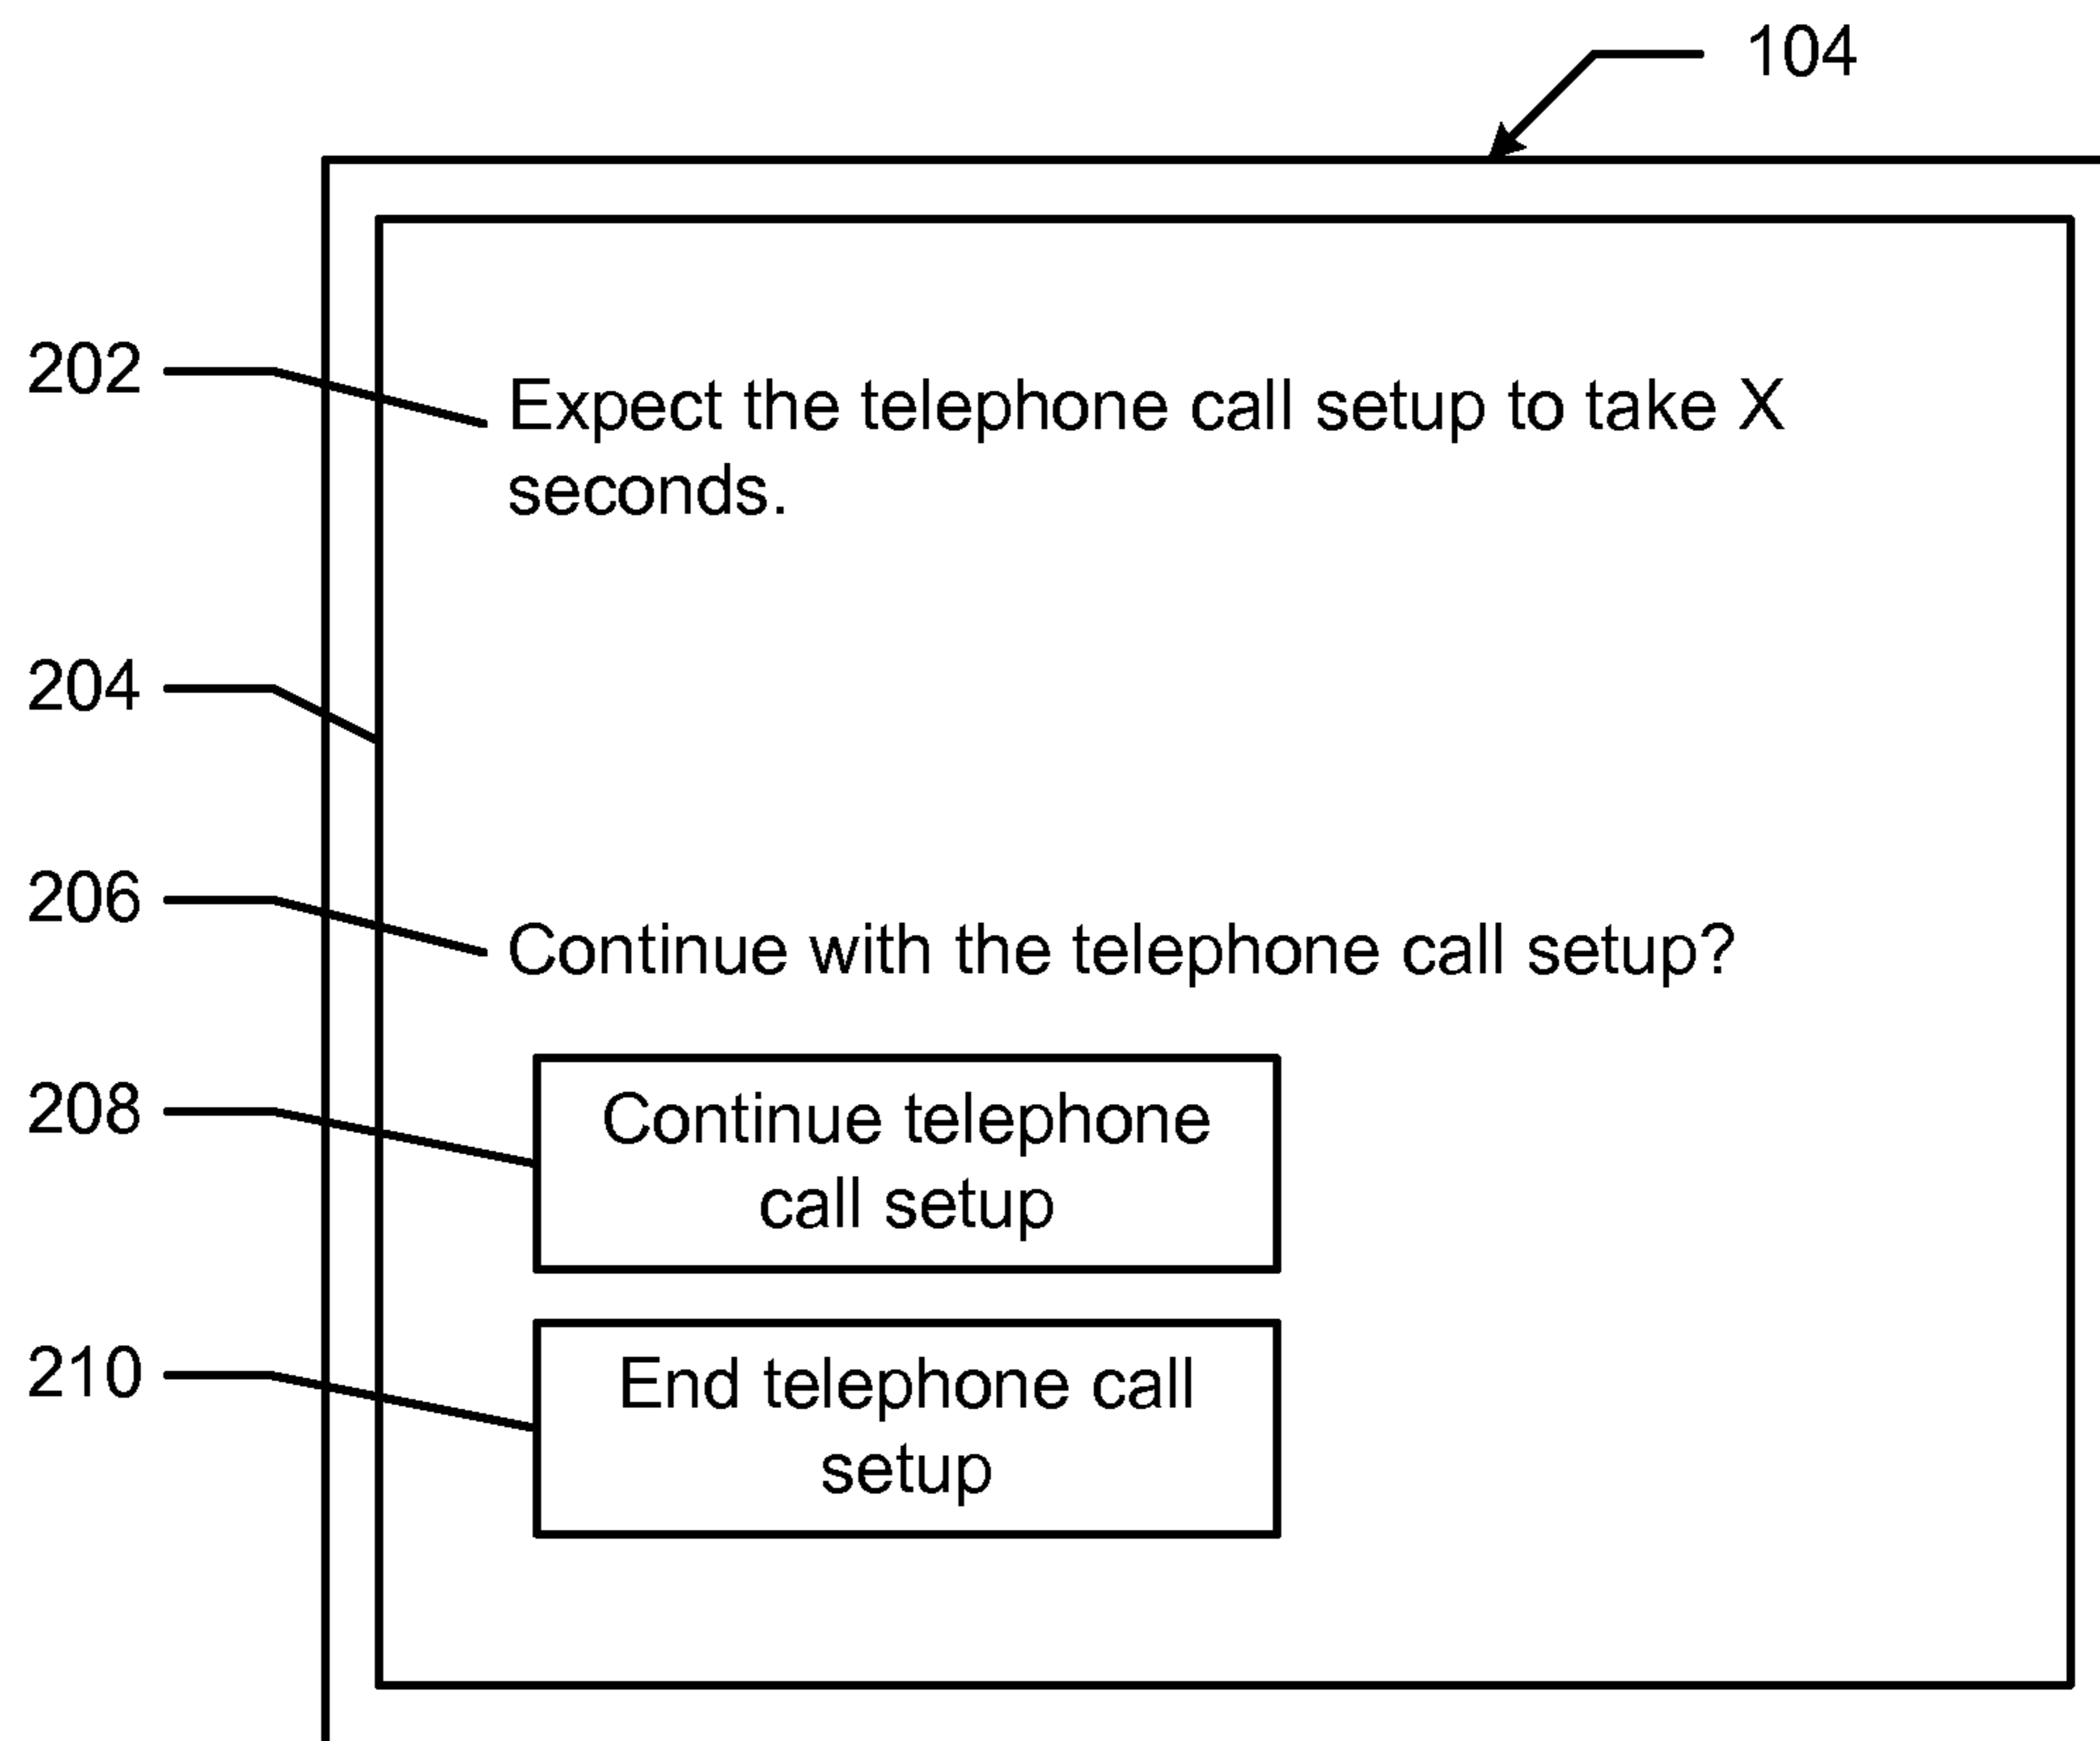 104
202
Expect the telephone call setup to take X
seconds.
204
206
Continue with the telephone call setup?
208
Continue telephone
call setup
210
End telephone call
setup